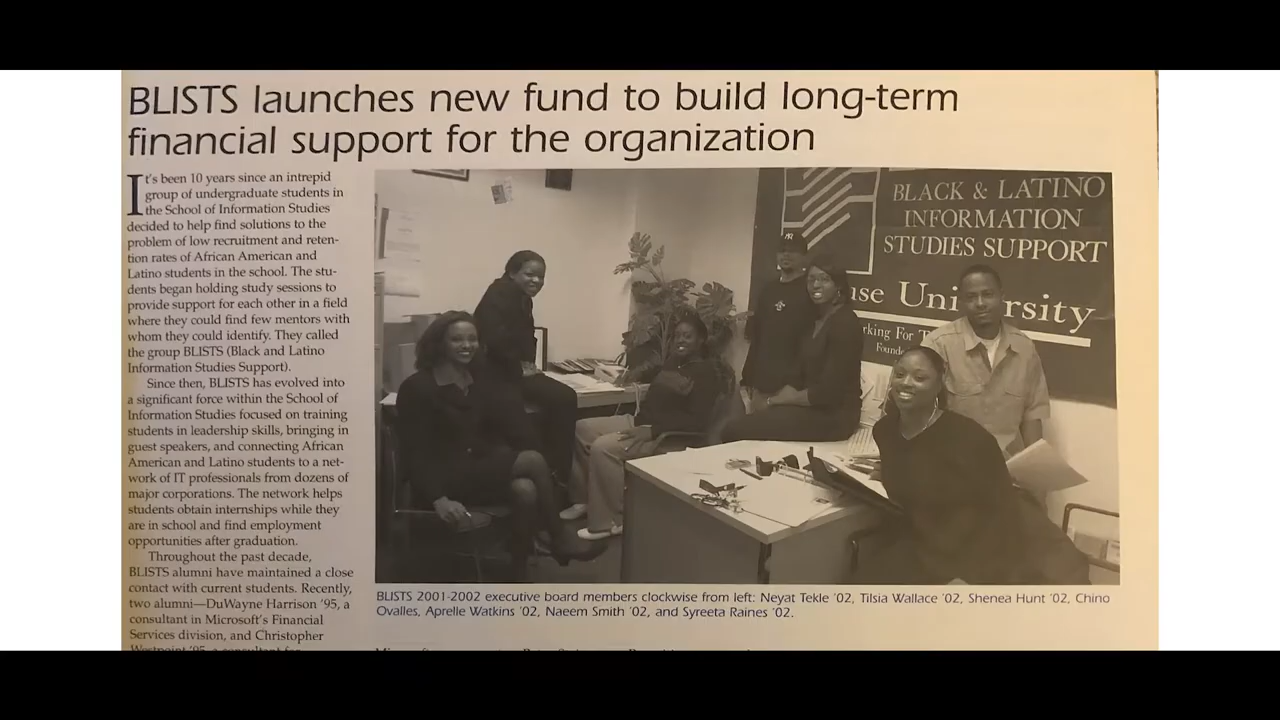 BLISTS launches new fund to build long-term
financial support for the organization
It's been 10 years since an intrepid
group of undergraduate students in
the School of Information Studies
decided to help find solutions to the
problem of low recruitment and reten-
tion rates of African American and
Latino students in the school. The stu-
dents began holding study sessions to
provide support for each other in a field
where they could find few mentors with
whom they could identify. They called
the group BLISTS (Black and Latino
Information Studies Support).
Since then, BLISTS has evolved into
a significant force within the School of
Information Studies focused on training
students in leadership skills, bringing in
guest speakers, and connecting African
American and Latino students to a net-
work of IT professionals from dozens of
major corporations. The network helps
students obtain internships while they
are in school and find employment
opportunities after graduation.
Throughout the past decade,
BLISTS alumni have maintained a close
contact with current students. Recently,
two alumni—DuWayne Harrison '95, a
consultant in Microsoft's Financial
Services division, and Christopher
Westpoint '95, a consultant for
BLACK & LATINO
INFORMATION
STUDIES SUPPORT
use Uni rsity
rking For T
Founde
BLISTS 2001-2002 executive board members clockwise from left: Neyat Tekle '02, Tilsia Wallace '02, Shenea Hunt '02, Chino
Ovalles, Aprelle Watkins '02, Naeem Smith '02, and Syreeta Raines '02.